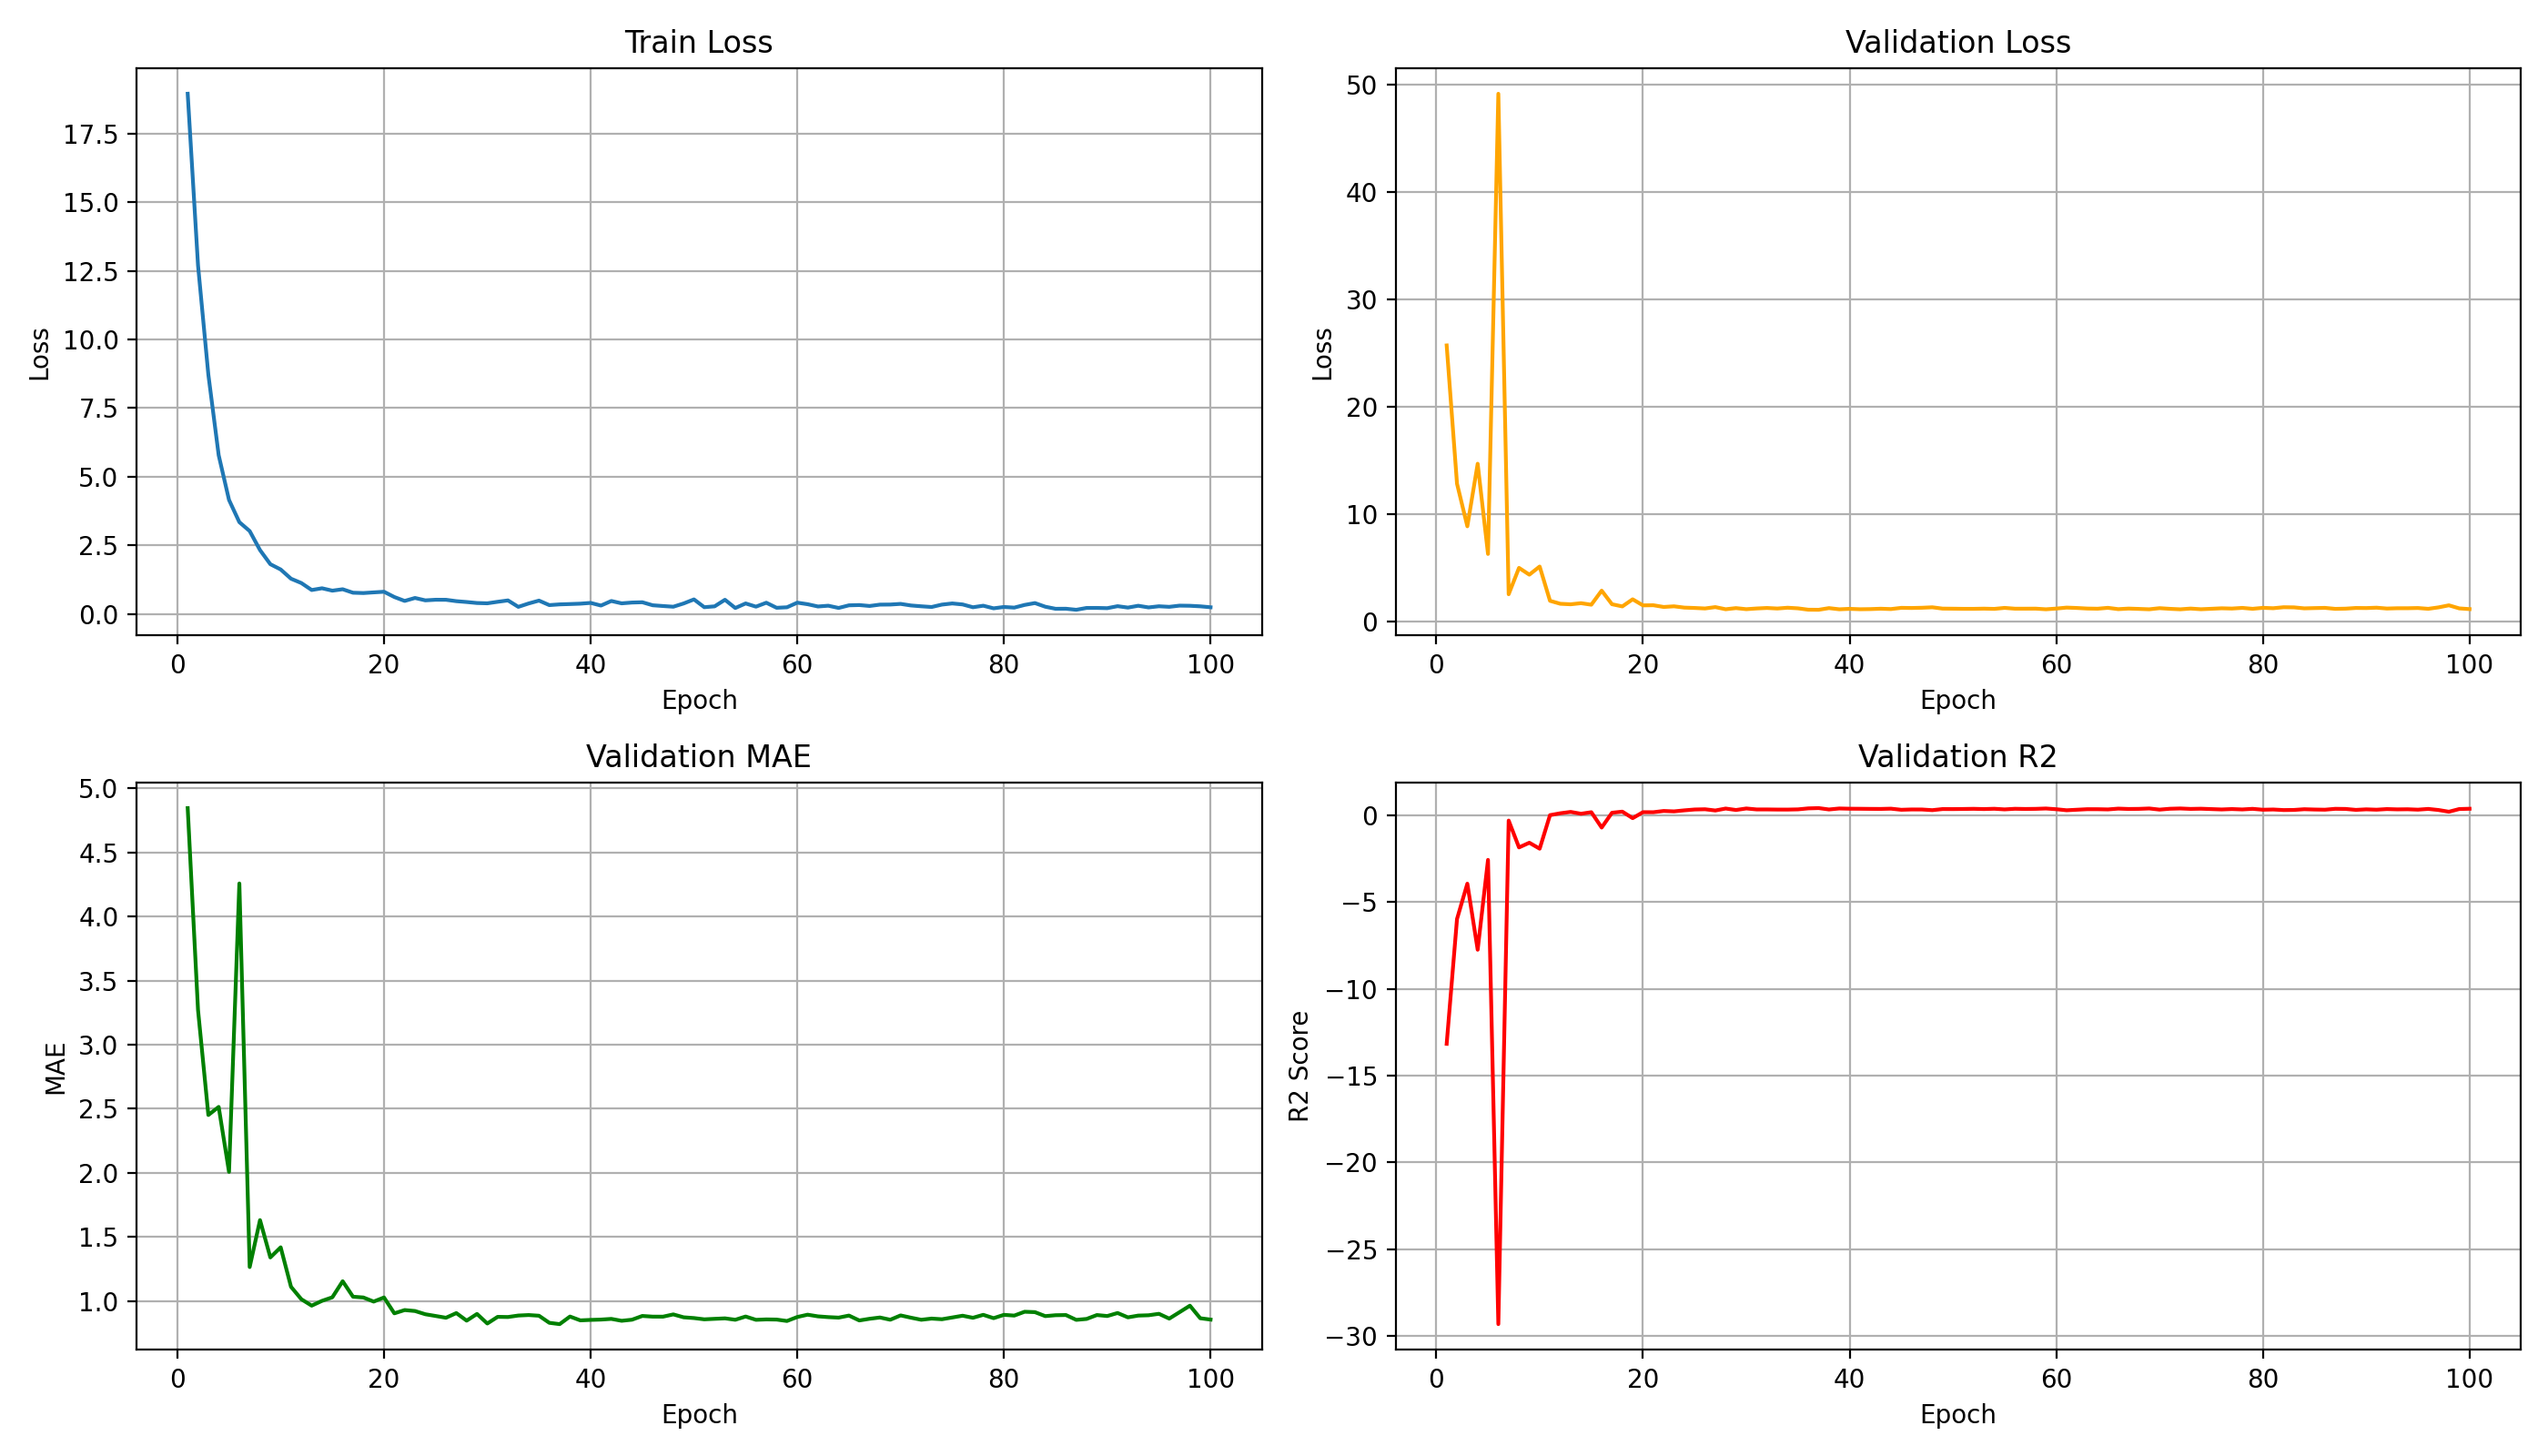 Train Loss
Loss
17.5
15.0
12.5
10.0
7.5
5.0
2.5
0.0
0 20 40 60 80 100
Epoch
Validation Loss
Loss
50
40
30
20
10
0
0 20 40 60 80 100
Epoch
Validation MAE
MAE
5.0
4.5
4.0
3.5
3.0
2.5
2.0
1.5
1.0
0 20 40 60 80 100
Epoch
Validation R2
R2 Score
0
−5
−10
−15
−20
−25
−30
0 20 40 60 80 100
Epoch